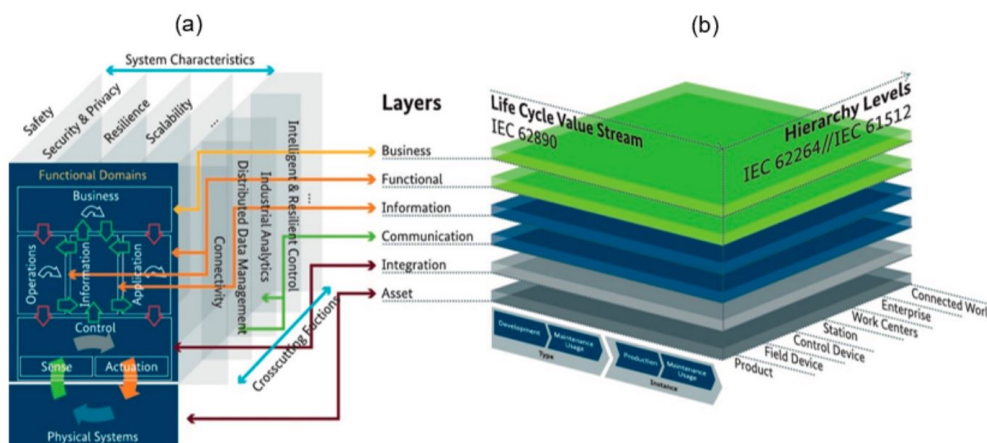 (a)
System Characteristics
Safety
Security & Privacy
Resilience
Scalability
...
Functional Domains
Business
Operations
Information
Application
Control
Sense
Actuation
Physical Systems
Connectivity
Distributed Data Management
Industrial Analytics
Intelligent & Resilient Control
...
Crosscutting Fuctions
(b)
Layers
Business
Functional
Information
Communication
Integration
Asset
Life Cycle Value Stream
IEC 62890
Hierarchy Levels
IEC 62264//IEC 61512
Development
Maintenance
Usage
Type
Production
Maintenance
Usage
Instance
Connected Work
Enterprise
Work Centers
Station
Control Device
Field Device
Product